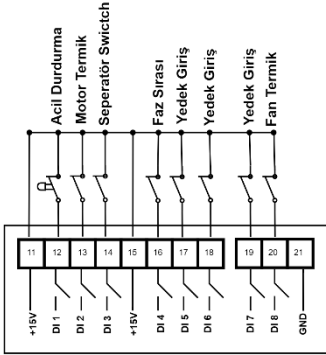 Acil Durdurma
Motor Termik
Seperatör Swictch
Faz Sırası
Yedek Giriş
Yedek Giriş
Yedek Giriş
Fan Termik
11
12
13
14
15
16
17
18
19
20
21
+15V
DI 1
DI 2
DI 3
+15V
DI 4
DI 5
DI 6
DI 7
DI 8
GND